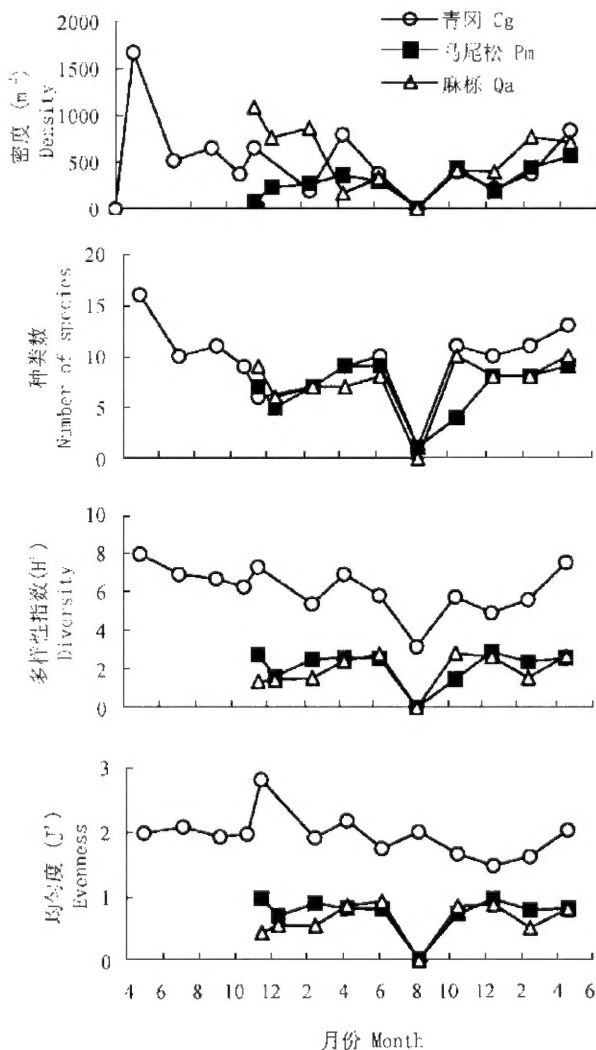 青冈 Cg
马尾松 Pm
麻栎 Qa
密度 (m⁻²)
Density
2000
1500
1000
500
0
种类数
Number of species
20
15
10
5
0
多样性指数(H')
Diversity
10
8
6
4
2
0
均匀度 (J')
Evenness
3
2
1
0
4 6 8 10 12 2 4 6 8 10 12 2 4
月份 Month